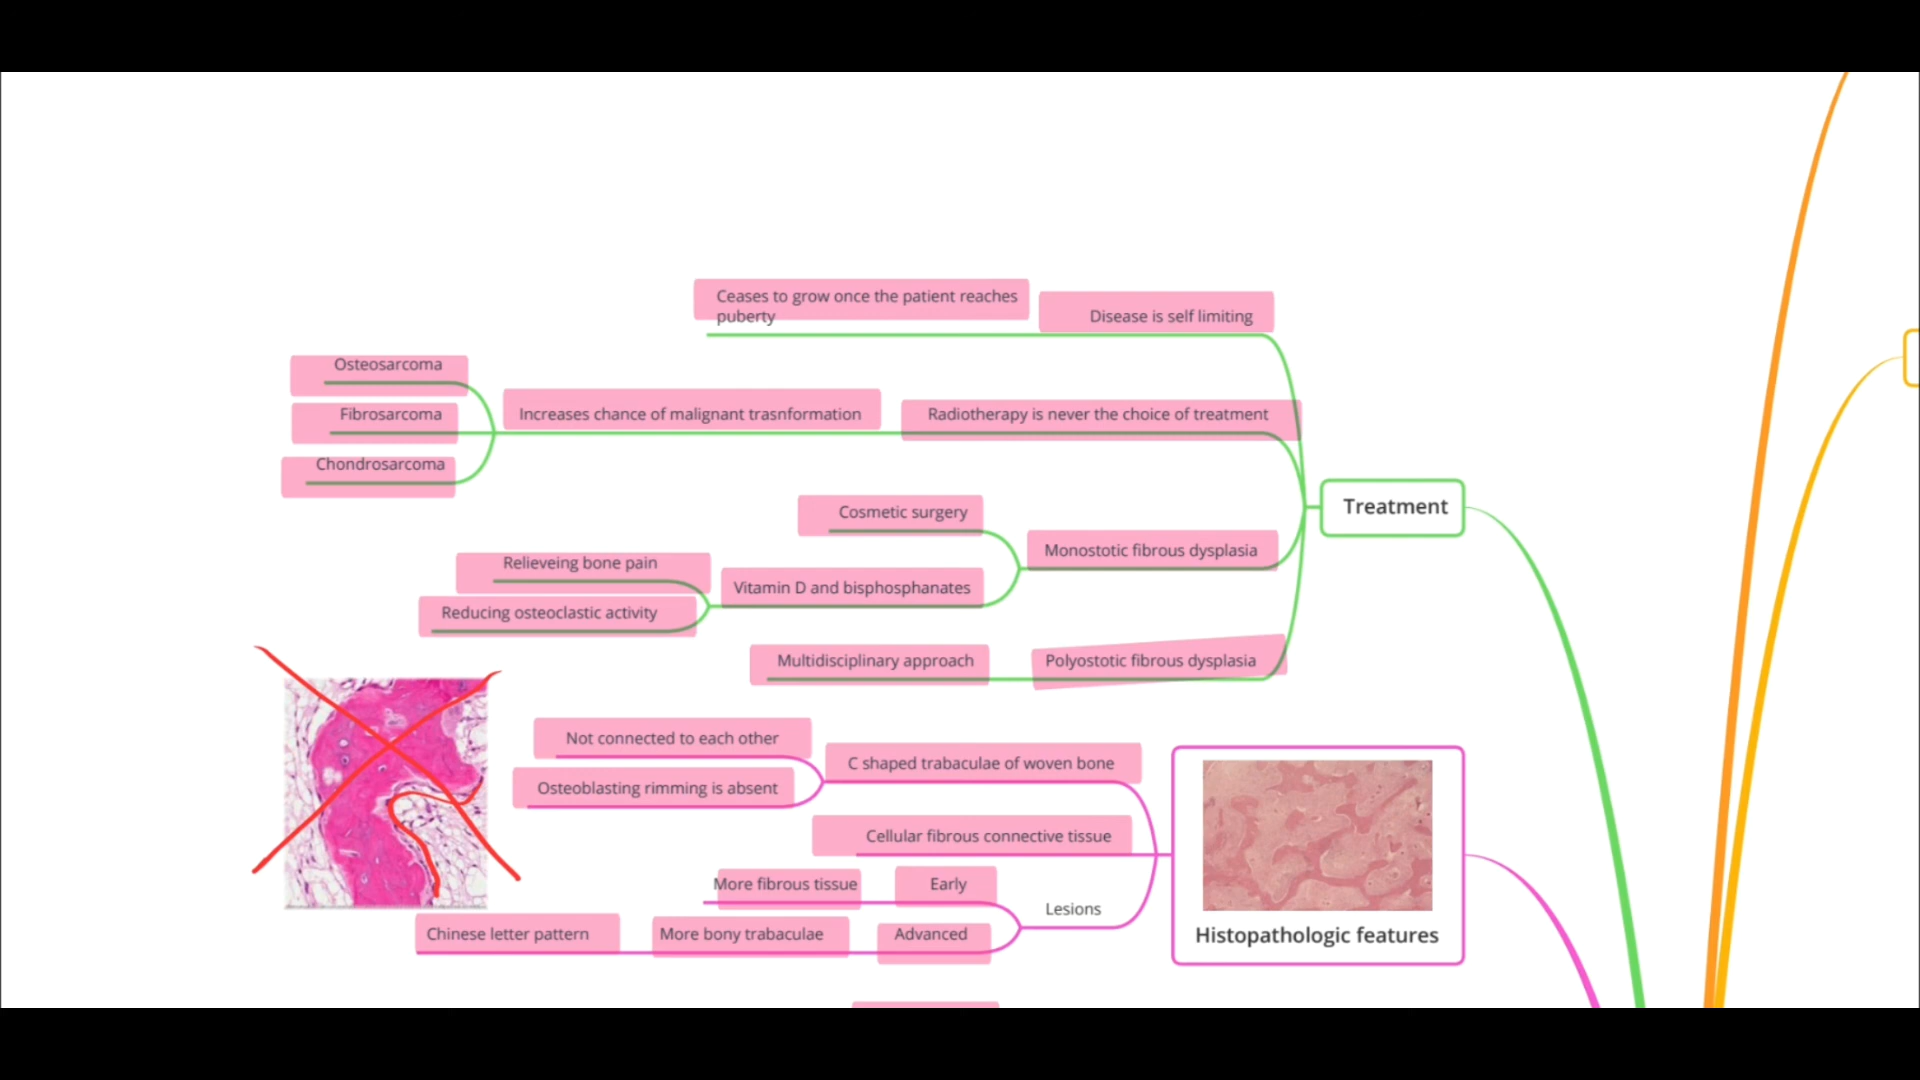 Ceases to grow once the patient reaches
puberty
Disease is self limiting
Osteosarcoma
Fibrosarcoma
Chondrosarcoma
Increases chance of malignant trasnformation
Radiotherapy is never the choice of treatment
Treatment
Cosmetic surgery
Monostotic fibrous dysplasia
Relieveing bone pain
Vitamin D and bisphosphanates
Reducing osteoclastic activity
Multidisciplinary approach
Polyostotic fibrous dysplasia
Not connected to each other
C shaped trabaculae of woven bone
Osteoblasting rimming is absent
Cellular fibrous connective tissue
More fibrous tissue
Early
Lesions
Chinese letter pattern
More bony trabaculae
Advanced
Histopathologic features